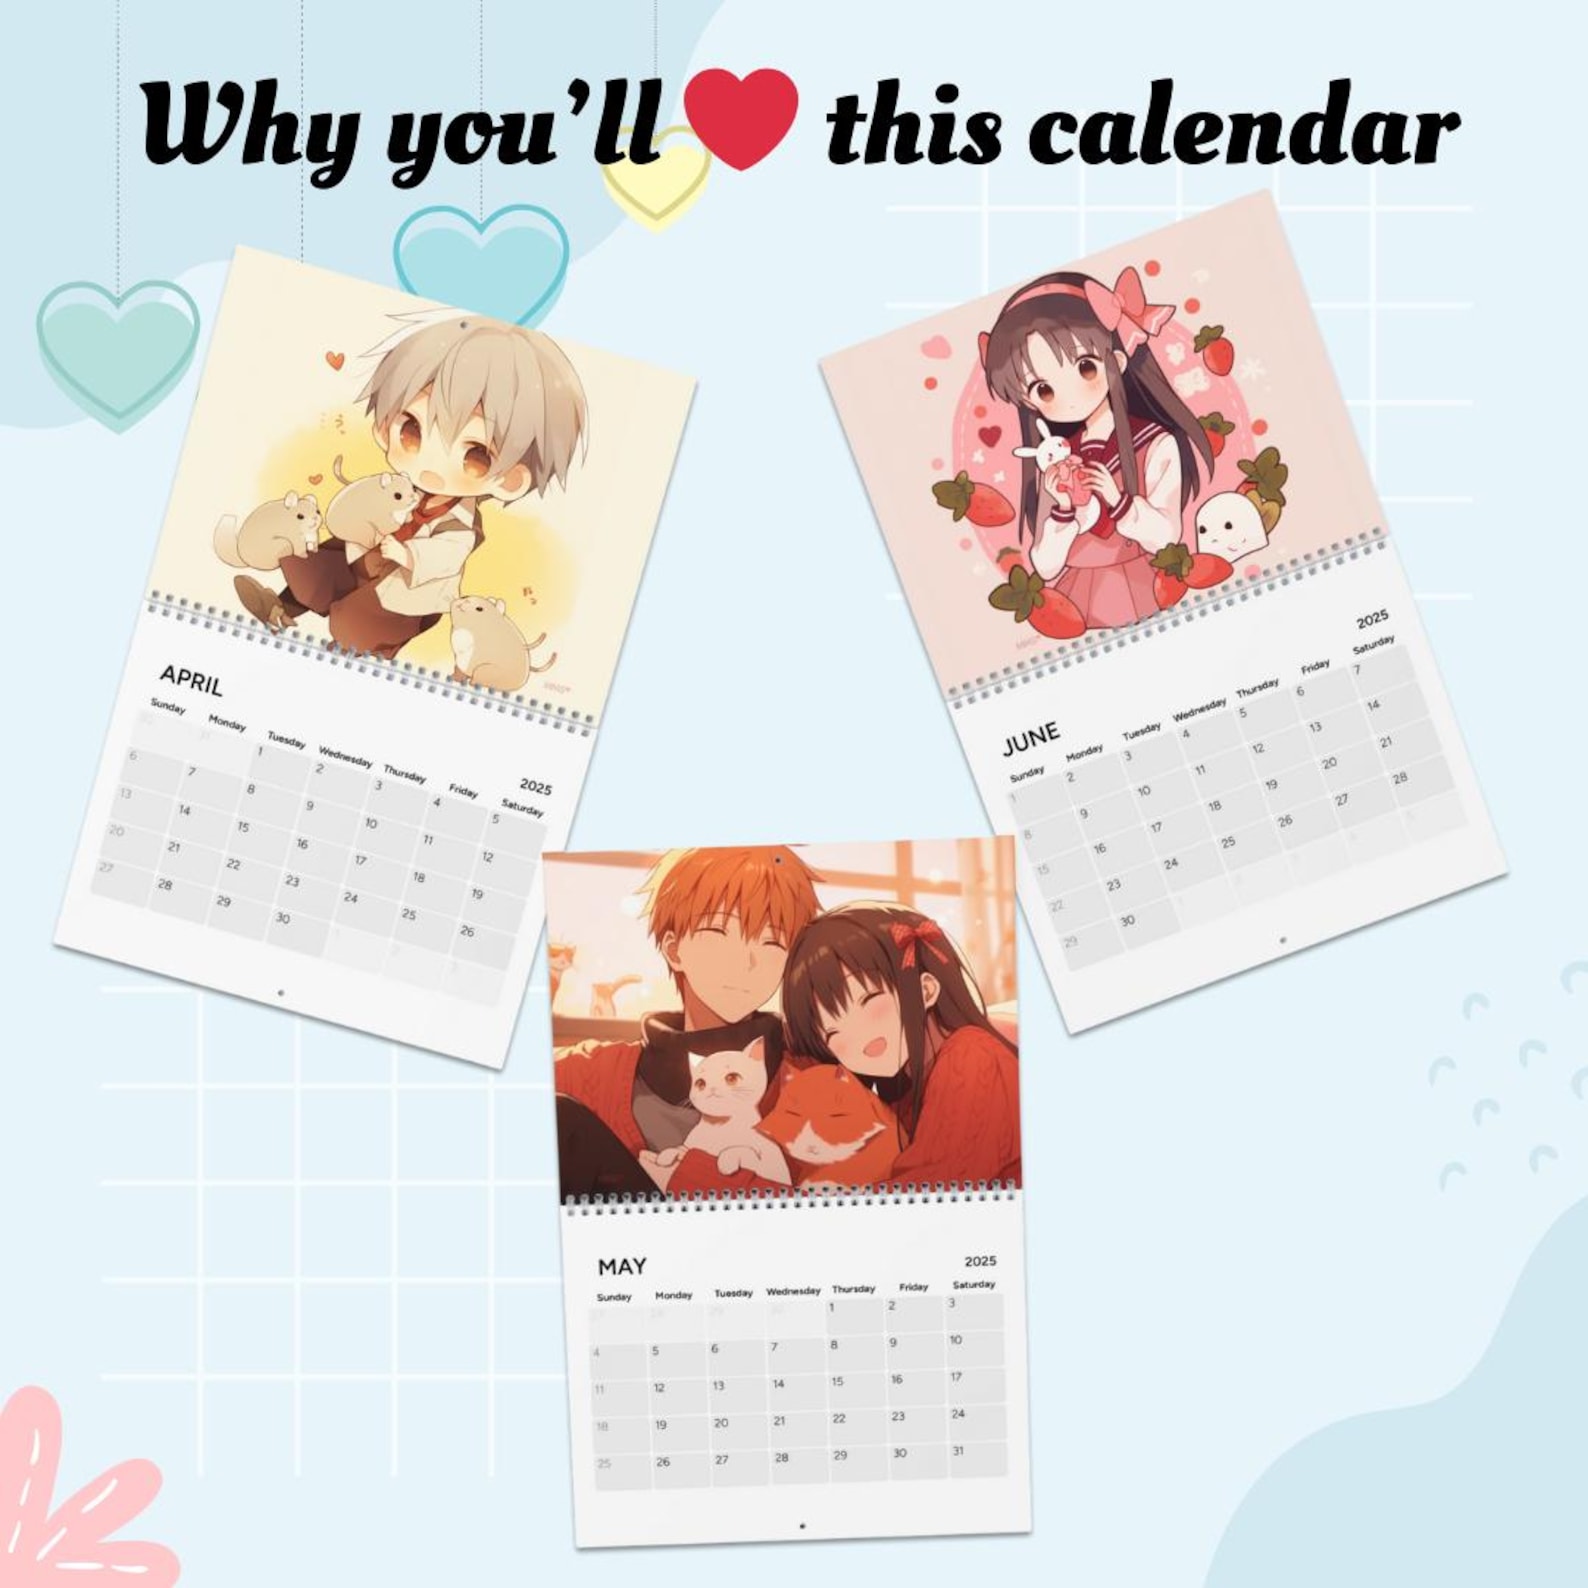 Why you'll ❤ this calendar
APRIL
2025
Sunday Monday Tuesday Wednesday Thursday Friday Saturday
1 2 3 4 5
6 7 8 9 10 11 12
13 14 15 16 17 18 19
20 21 22 23 24 25 26
27 28 29 30
JUNE
2025
Sunday Monday Tuesday Wednesday Thursday Friday Saturday
1 2 3 4 5 6 7
8 9 10 11 12 13 14
15 16 17 18 19 20 21
22 23 24 25 26 27 28
29 30
MAY
2025
Sunday Monday Tuesday Wednesday Thursday Friday Saturday
1 2 3
4 5 6 7 8 9 10
11 12 13 14 15 16 17
18 19 20 21 22 23 24
25 26 27 28 29 30 31